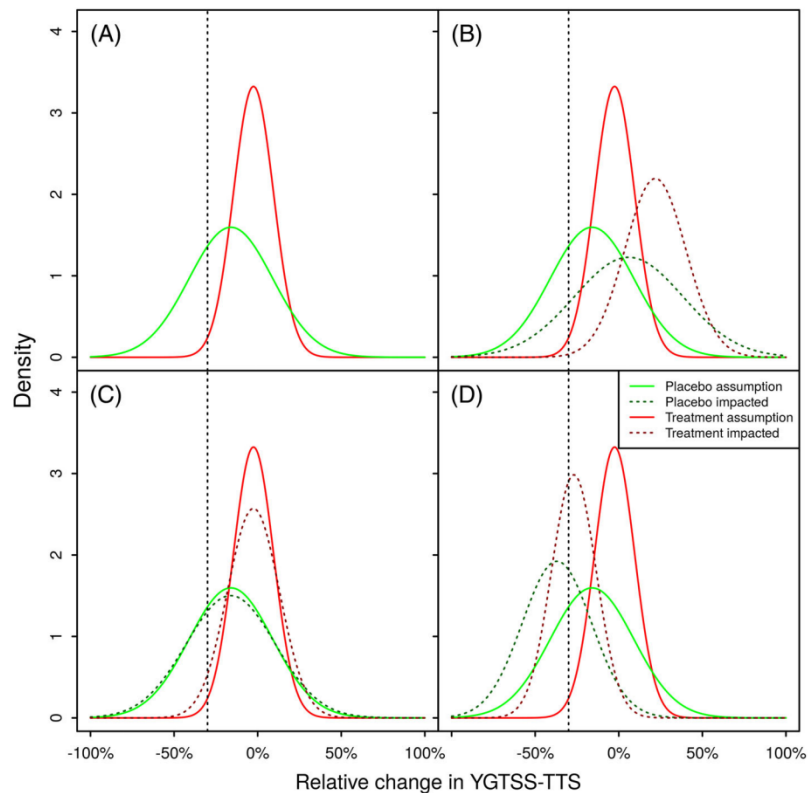 (A)
(B)
4
3
2
1
0
Density
(C)
(D)
Placebo assumption
Placebo impacted
Treatment assumption
Treatment impacted
4
3
2
1
0
-100%
-50%
0%
50%
100%
-50%
0%
50%
100%
Relative change in YGTSS-TTS